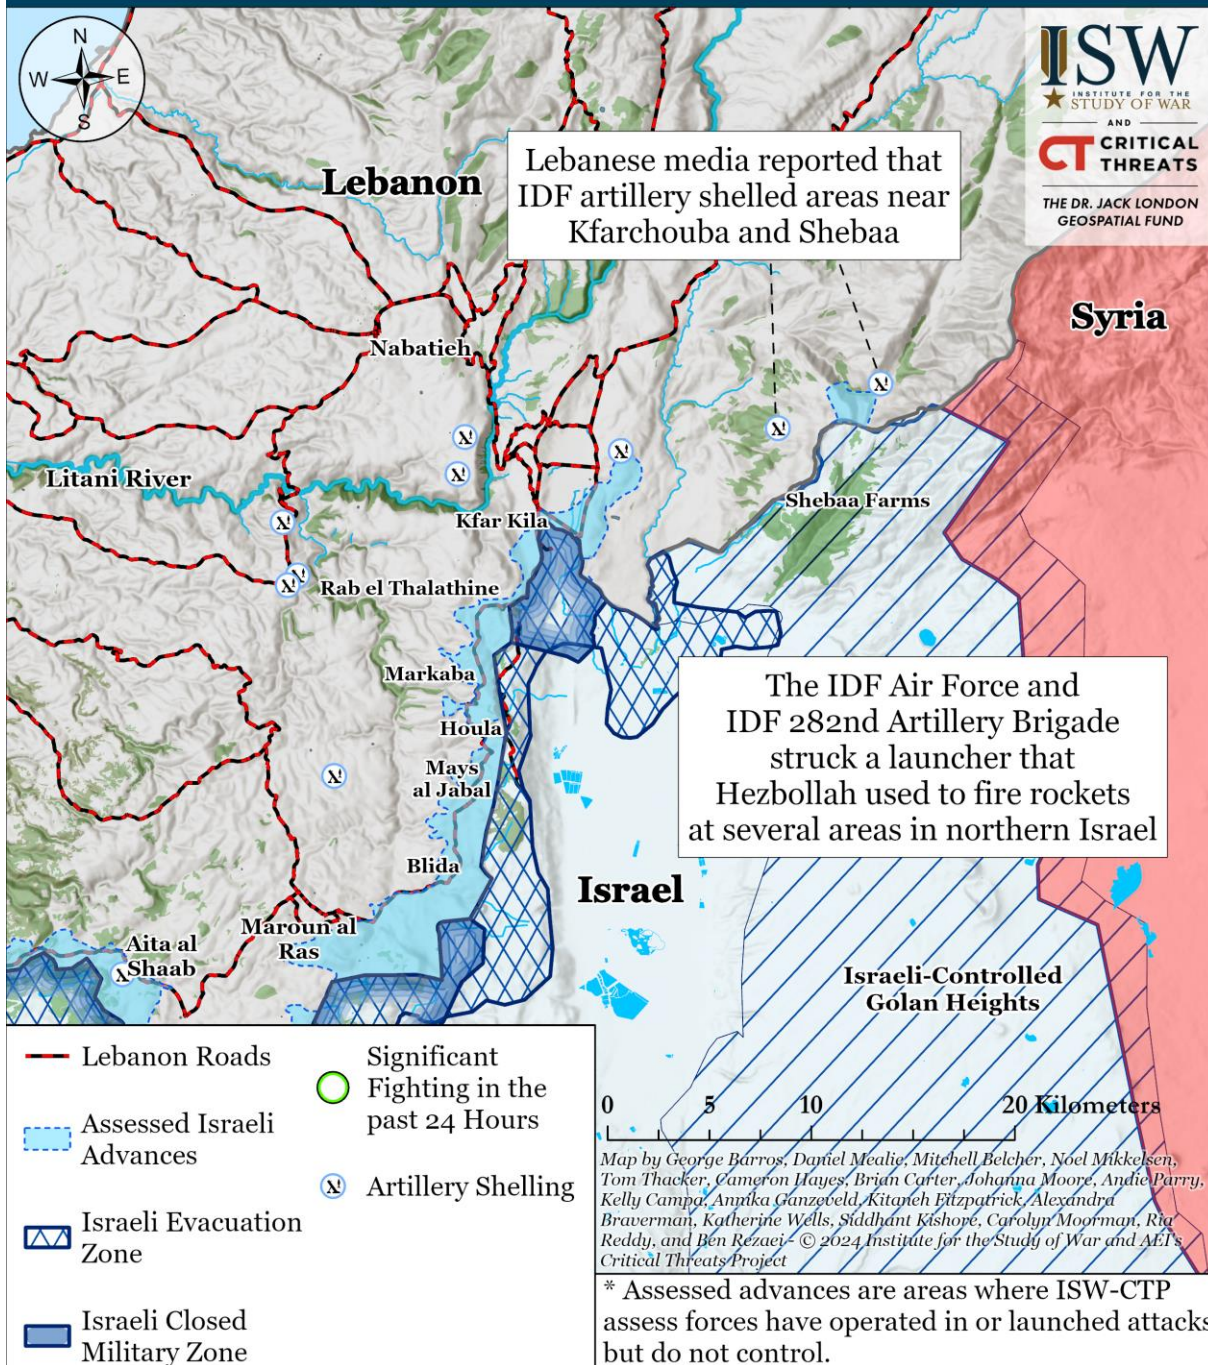 N
W
E
S
ISW
INSTITUTE FOR THE
STUDY OF WAR
AND
CT CRITICAL
THREATS
THE DR. JACK LONDON
GEOSPATIAL FUND
Lebanese media reported that
IDF artillery shelled areas near
Kfarchouba and Shebaa
Lebanon
Syria
Nabatieh
Litani River
Shebaa Farms
Kfar Kila
Rab el Thalathine
Markaba
Houla
Mays
al Jabal
Blida
The IDF Air Force and
IDF 282nd Artillery Brigade
struck a launcher that
Hezbollah used to fire rockets
at several areas in northern Israel
Israel
Maroun al
Ras
Aita al
Shaab
Israeli-Controlled
Golan Heights
Lebanon Roads
Assessed Israeli
Advances
Israeli Evacuation
Zone
Israeli Closed
Military Zone
Significant
Fighting in the
past 24 Hours
Artillery Shelling
0 5 10 20 Kilometers
Map by George Barros, Daniel Mealie, Mitchell Belcher, Noel Mikkelsen,
Tom Thacker, Cameron Hayes, Brian Carter, Johanna Moore, Andie Parry,
Kelly Campa, Annika Ganzeveld, Kitaneh Fitzpatrick, Alexandra
Braverman, Katherine Wells, Siddhant Kishore, Carolyn Moorman, Ria
Reddy, and Ben Rezaei - © 2024 Institute for the Study of War and AEI's
Critical Threats Project
* Assessed advances are areas where ISW-CTP
assess forces have operated in or launched attacks
but do not control.